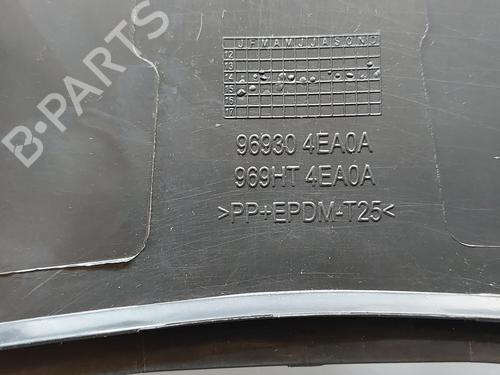 B-PARTS
J F M A M J J A S O N D
12
13
14
15
16
17
96930 4EA0A
969HT 4EA0A
>PP+EPDM-T25<